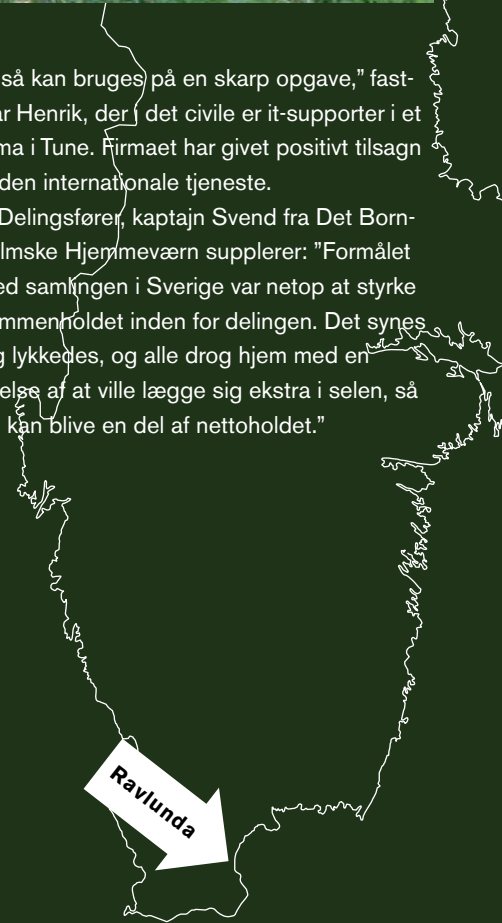 så kan bruges på en skarp opgave,” fast-
r Henrik, der i det civile er it-supporter i et
ma i Tune. Firmaet har givet positivt tilsagn
den internationale tjeneste.
Delingsfører, kaptajn Svend fra Det Born-
lmske Hjemmeværn supplerer: ”Formålet
ed samlingen i Sverige var netop at styrke
mmenholdet inden for delingen. Det synes
g lykkedes, og alle drog hjem med en
else af at ville lægge sig ekstra i selen, så
kan blive en del af nettoholdet.”
Ravlunda